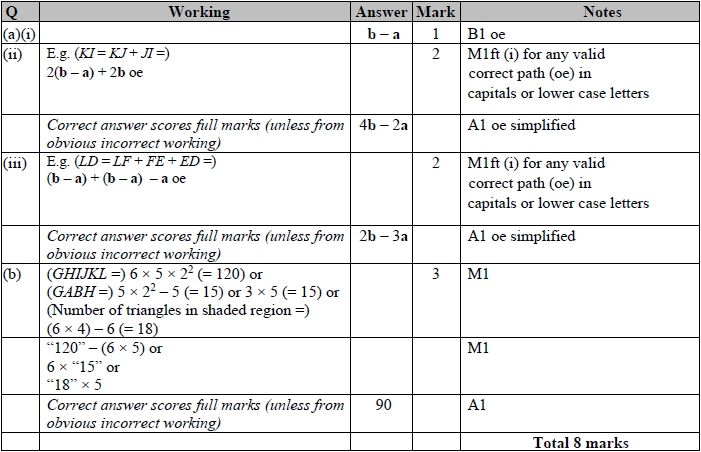 Q Working Answer Mark Notes
(a)(i) b – a 1 B1 oe
(ii) E.g. (KI = KJ + JI =) 2 M1ft (i) for any valid
2(b – a) + 2b oe correct path (oe) in
capitals or lower case letters
Correct answer scores full marks (unless from 4b – 2a A1 oe simplified
obvious incorrect working)
(iii) E.g. (LD = LF + FE + ED =) 2 M1ft (i) for any valid
(b – a) + (b – a) – a oe correct path (oe) in
capitals or lower case letters
Correct answer scores full marks (unless from 2b – 3a A1 oe simplified
obvious incorrect working)
(b) (GHIJKL =) 6 × 5 × 2² (= 120) or 3 M1
(GABH =) 5 × 2² – 5 (= 15) or 3 × 5 (= 15) or
(Number of triangles in shaded region =)
(6 × 4) – 6 (= 18)
“120” – (6 × 5) or M1
6 × “15” or
“18” × 5
Correct answer scores full marks (unless from 90 A1
obvious incorrect working)
Total 8 marks